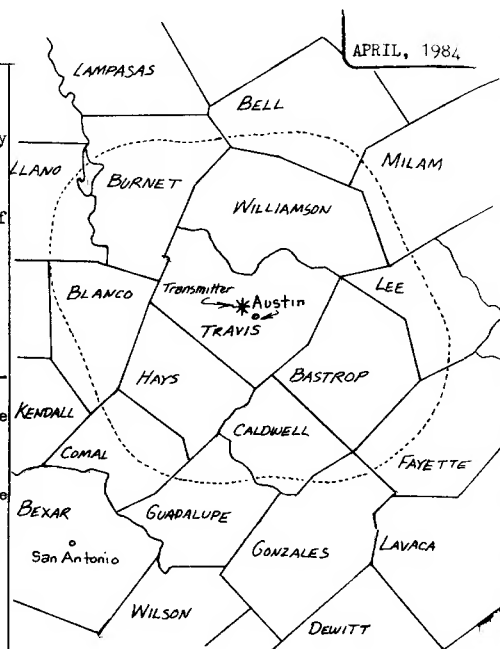 APRIL, 1984
LAMPASAS
BELL
LLANO
BURNET
MILAM
WILLIAMSON
Transmitter
Austin
BLANCO
LEE
TRAVIS
HAYS
BASTROP
KENDALL
CALDWELL
COMAL
FAYETTE
BEXAR
GUADALUPE
San Antonio
GONZALES
LAVACA
WILSON
DEWITT